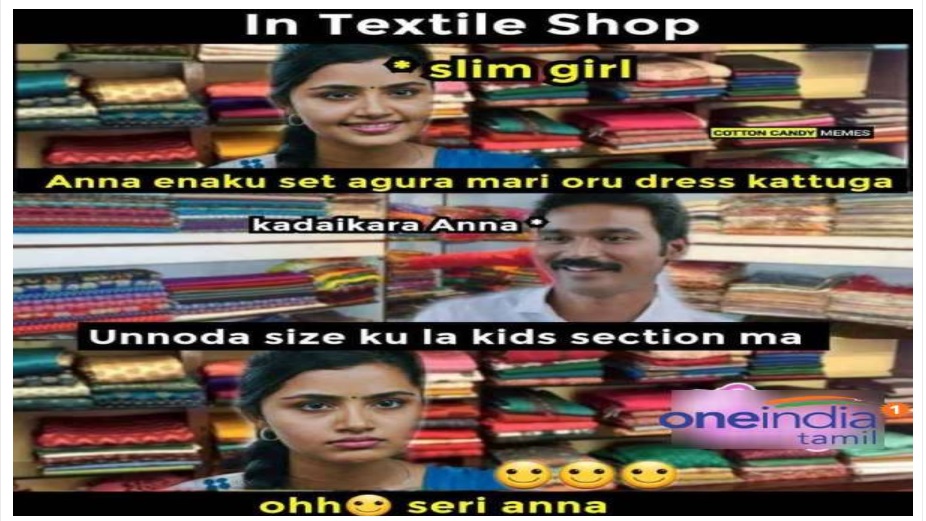 In Textile Shop
* slim girl
COTTON CANDY MEMES
Anna enaku set agura mari oru dress kattuga
kadaikara Anna *
Unnoda size ku la kids section ma
oneindia 1
tamil
ohh🙂 seri anna